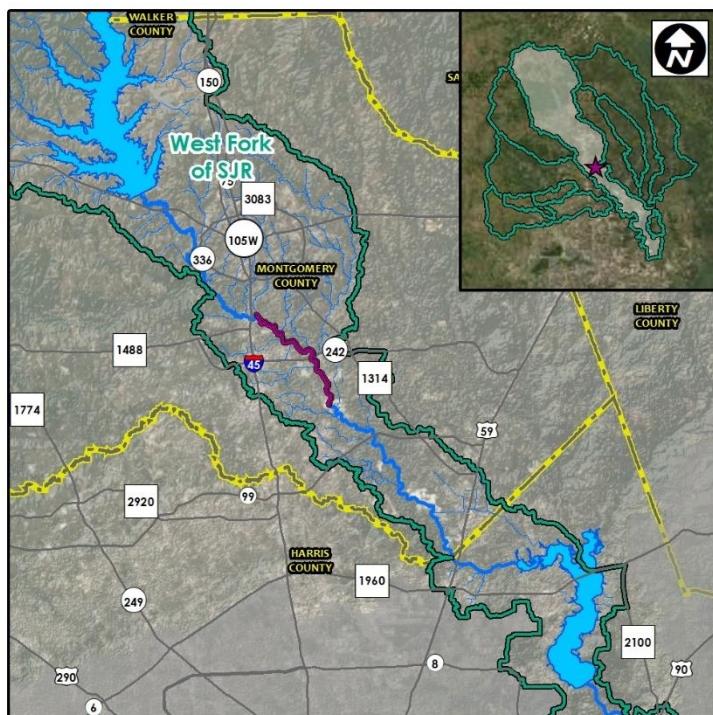 WALKER
COUNTY
150
SA
N
West Fork
of SJR
75
3083
105W
336
MONTGOMERY
COUNTY
LIBERTY
COUNTY
1488
242
45
1314
1774
59
2920
99
HARRIS
COUNTY
1960
249
2100
8
290
90
6